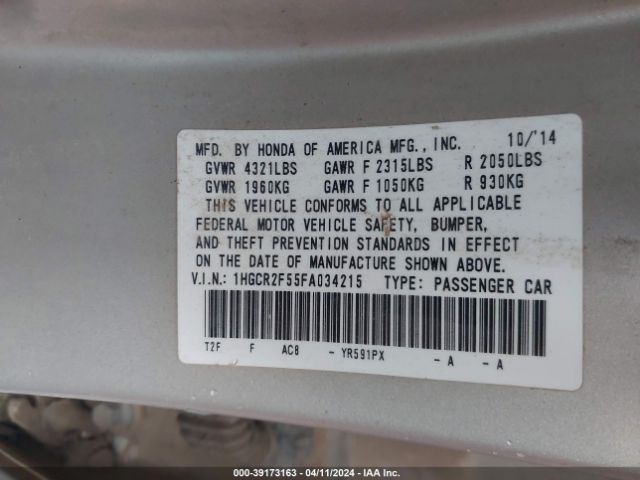 MFD. BY HONDA OF AMERICA MFG., INC. 10/'14
GVWR 4321LBS GAWR F 2315LBS R 2050LBS
GVWR 1960KG GAWR F 1050KG R 930KG
THIS VEHICLE CONFORMS TO ALL APPLICABLE
FEDERAL MOTOR VEHICLE SAFETY, BUMPER,
AND THEFT PREVENTION STANDARDS IN EFFECT
ON THE DATE OF MANUFACTURE SHOWN ABOVE.
V.I.N.: 1HGCR2F55FA034215 TYPE: PASSENGER CAR
T2F F AC8 - YR591PX - A - A
000-39173163 - 04/11/2024 - IAA Inc.